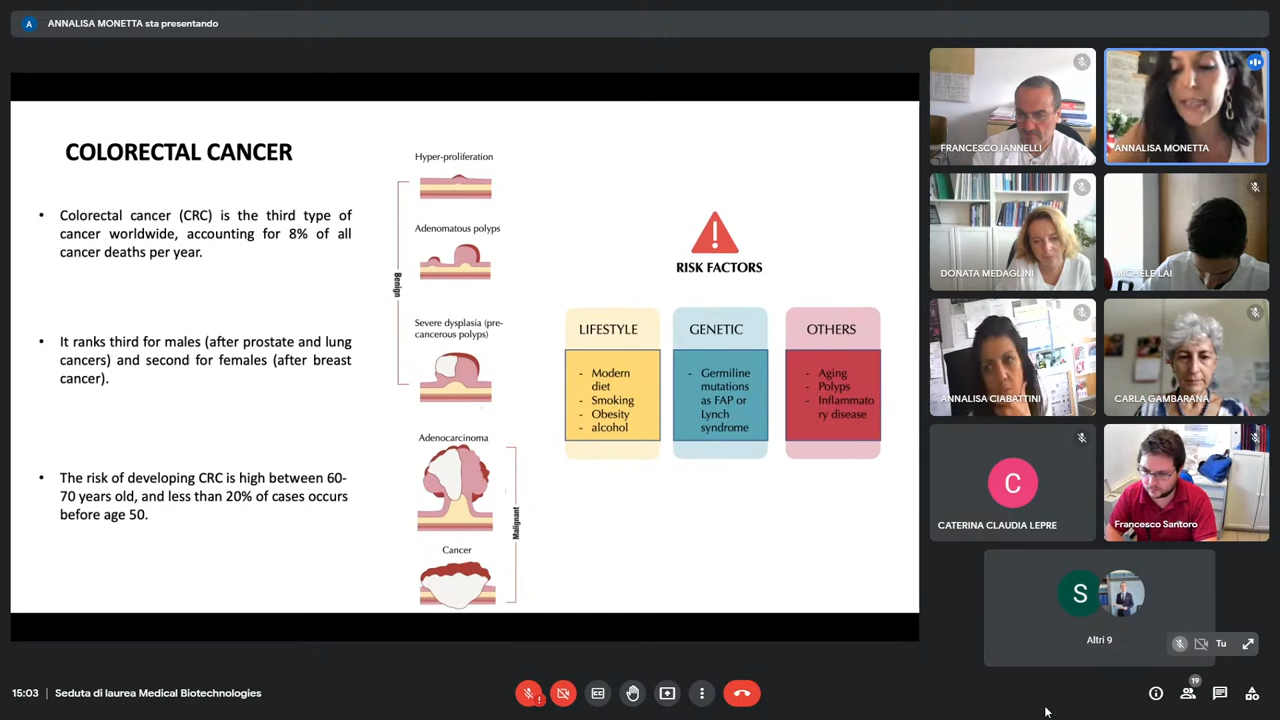 A ANNALISA MONETTA sta presentando
COLORECTAL CANCER
• Colorectal cancer (CRC) is the third type of
cancer worldwide, accounting for 8% of all
cancer deaths per year.
• It ranks third for males (after prostate and lung
cancers) and second for females (after breast
cancer).
• The risk of developing CRC is high between 60-
70 years old, and less than 20% of cases occurs
before age 50.
Hyper-proliferation
Adenomatous polyps
Benign
Severe dysplasia (pre-
cancerous polyps)
Adenocarcinoma
Malignant
Cancer
!
RISK FACTORS
LIFESTYLE
- Modern
diet
- Smoking
- Obesity
- alcohol
GENETIC
- Germiline
mutations
as FAP or
Lynch
syndrome
OTHERS
- Aging
- Polyps
- Inflammato
ry disease
FRANCESCO IANNELLI
ANNALISA MONETTA
DONATA MEDAGLINI
MICHELE LAI
ANNALISA CIABATTINI
CARLA GAMBARANA
C
CATERINA CLAUDIA LEPRE
Francesco Santoro
S
Altri 9
Tu
15:03 | Seduta di laurea Medical Biotechnologies
19